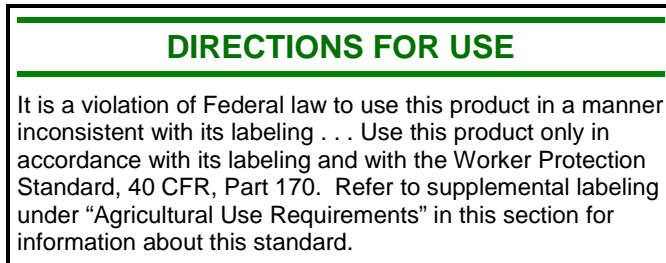 DIRECTIONS FOR USE
It is a violation of Federal law to use this product in a manner
inconsistent with its labeling . . . Use this product only in
accordance with its labeling and with the Worker Protection
Standard, 40 CFR, Part 170.  Refer to supplemental labeling
under “Agricultural Use Requirements” in this section for
information about this standard.